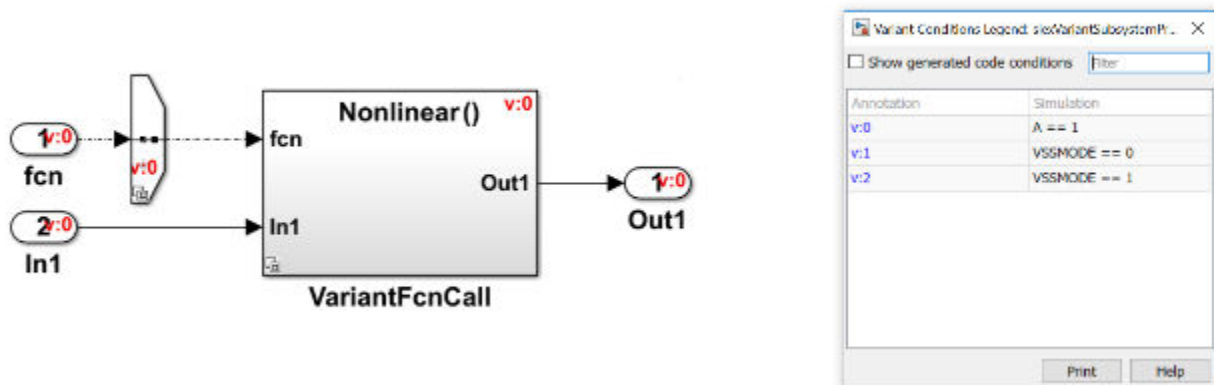 Nonlinear()
v:0
1
v:0
fcn
v:0
fcn
Out1
1
v:0
Out1
2
v:0
In1
In1
VariantFcnCall
Variant Conditions Legend: slexVariantSubsystemPr...
Show generated code conditions
Filter
Annotation Simulation
v:0 A == 1
v:1 VSSMODE == 0
v:2 VSSMODE == 1
Print Help